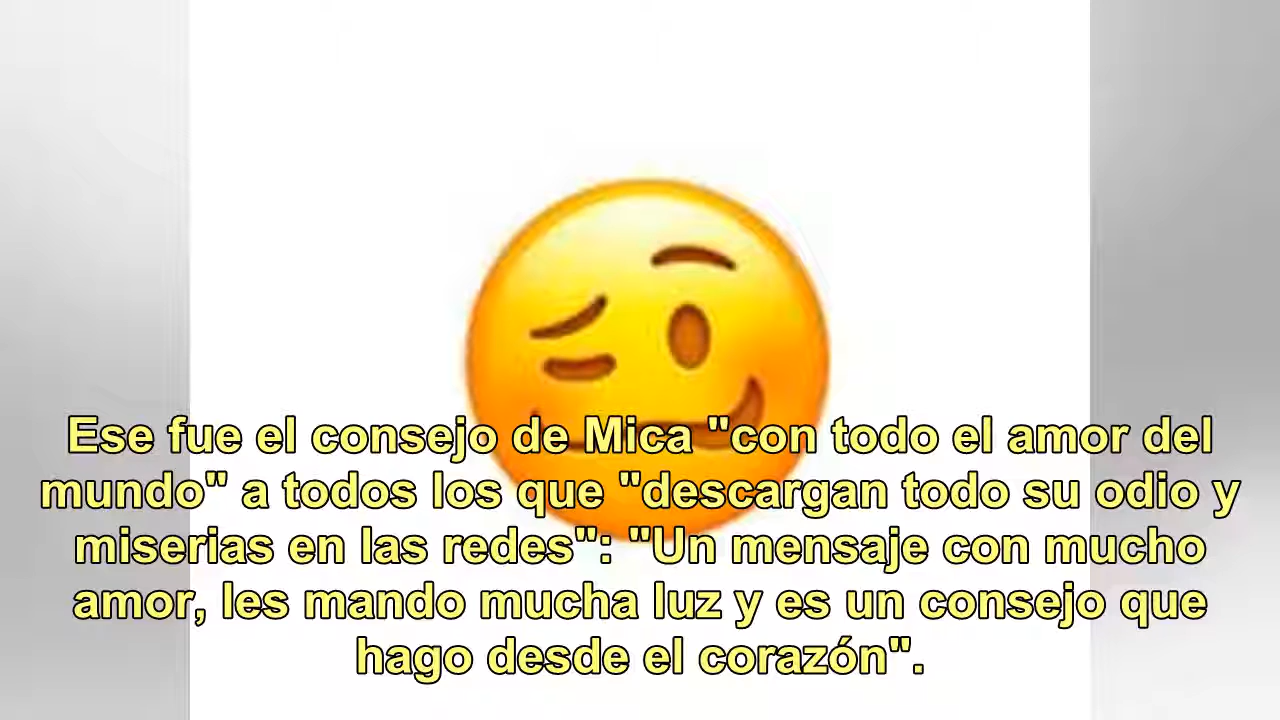 Ese fue el consejo de Mica "con todo el amor del
mundo" a todos los que "descargan todo su odio y
miserias en las redes": "Un mensaje con mucho
amor, les mando mucha luz y es un consejo que
hago desde el corazón".